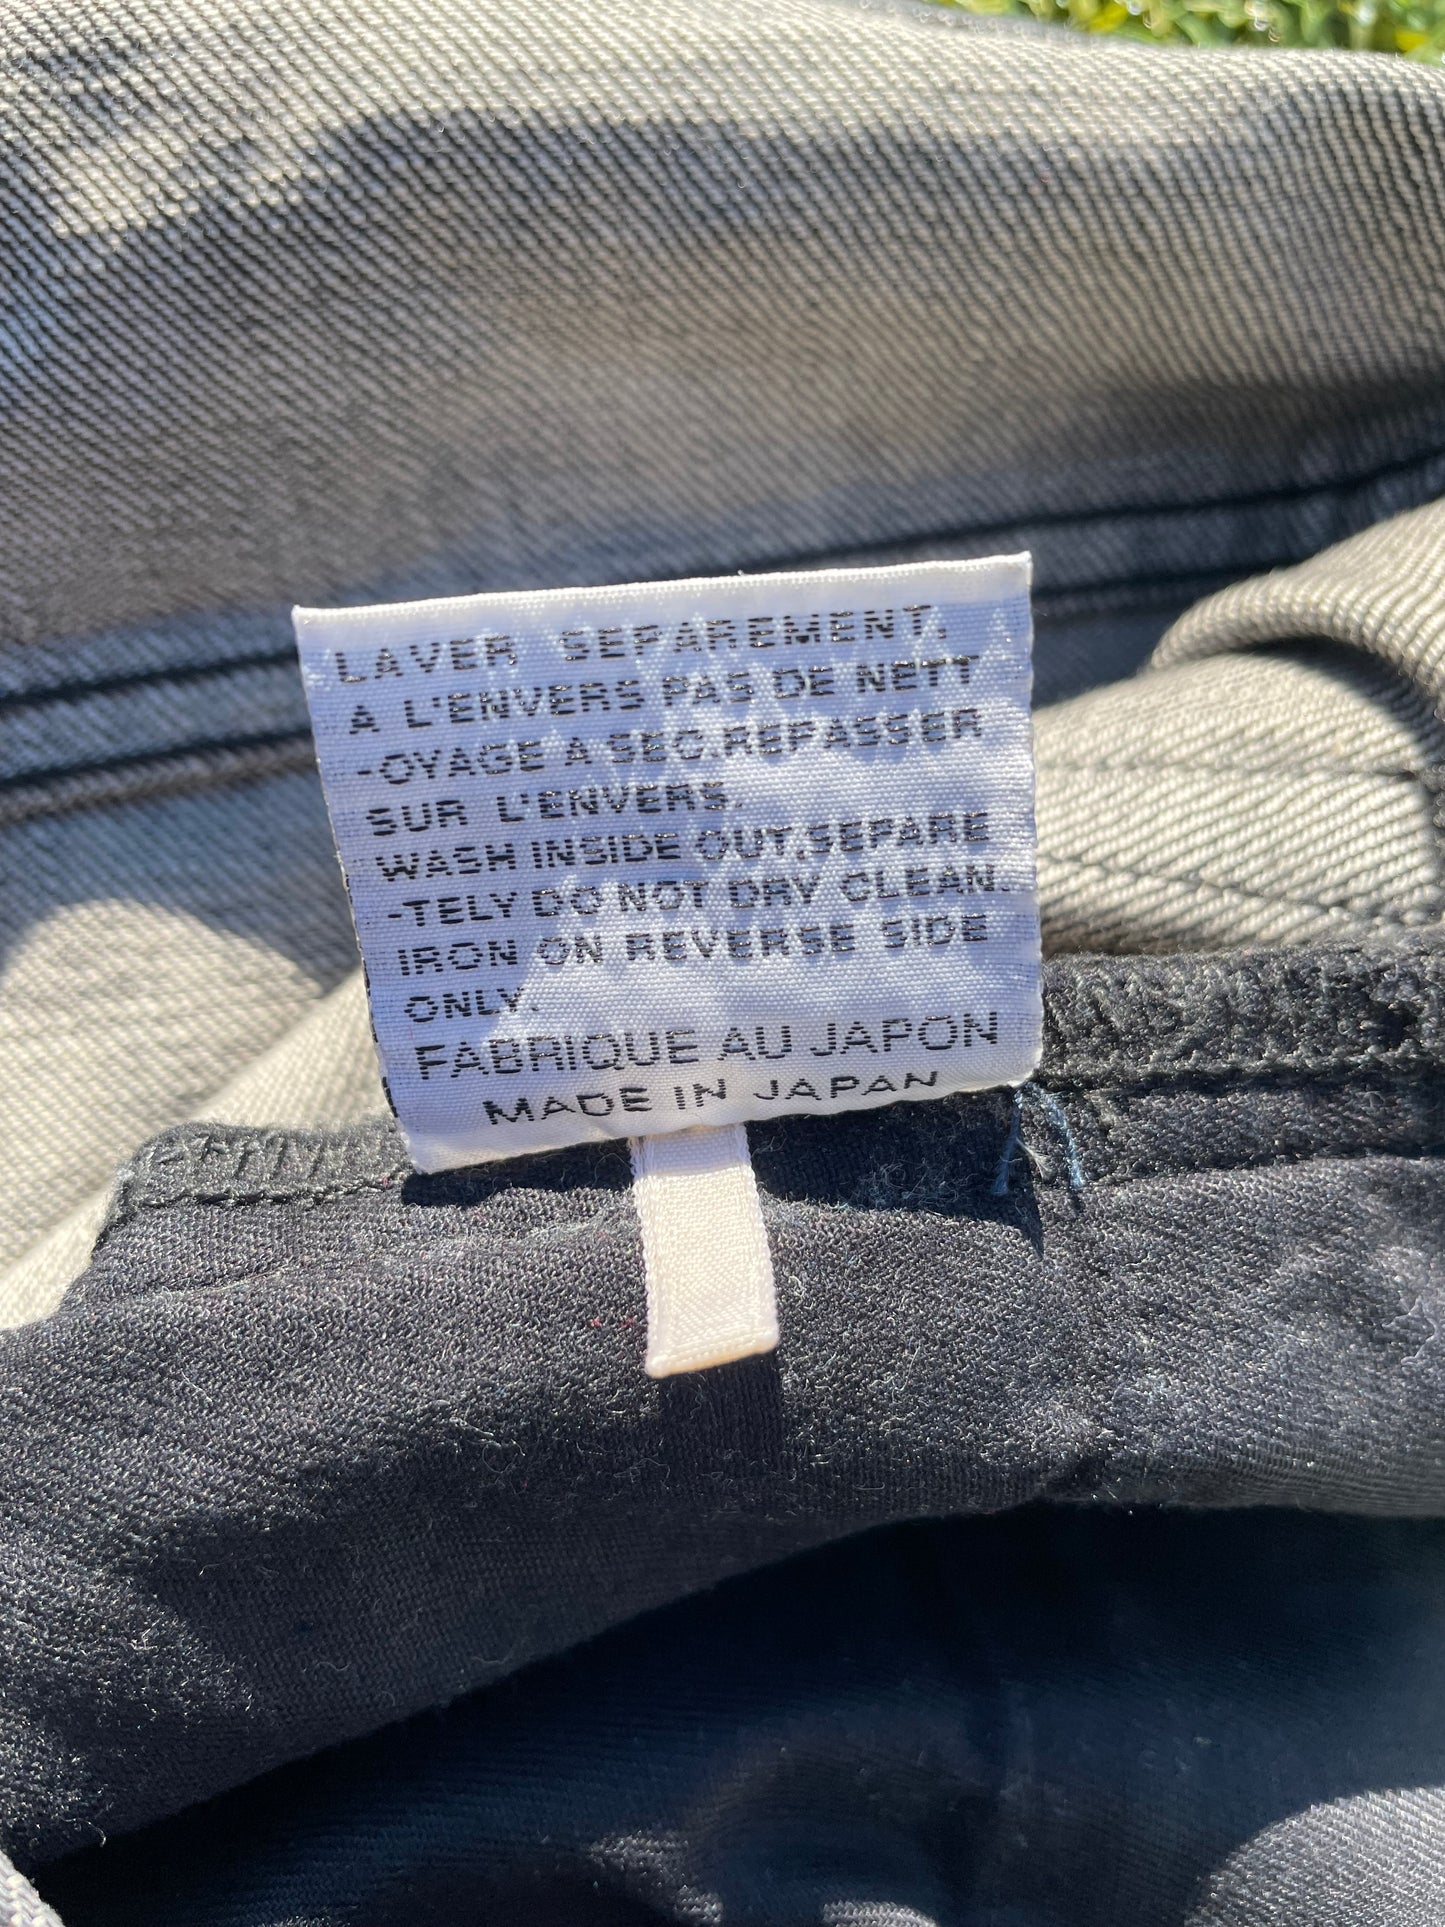 LAVER SEPAREMENT,
A L'ENVERS PAS DE NETT
-OYAGE A SEC.REPASSER
SUR L'ENVERS.
WASH INSIDE OUT,SEPARE
-TELY DO NOT DRY CLEAN.
IRON ON REVERSE SIDE
ONLY.
FABRIQUE AU JAPON
MADE IN JAPAN